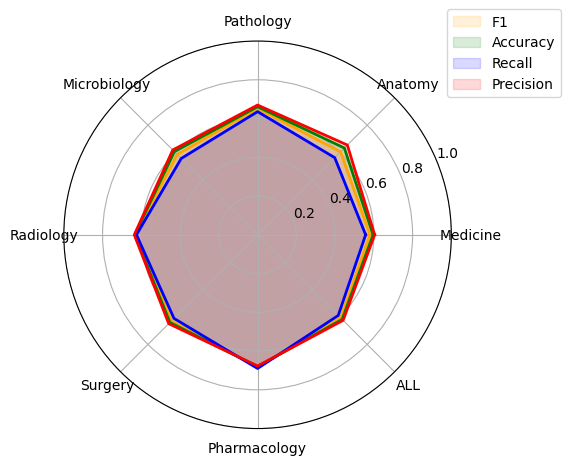 F1
Accuracy
Recall
Precision
Pathology
Microbiology
Anatomy
1.0
0.8
0.6
0.4
0.2
Radiology
Medicine
Surgery
ALL
Pharmacology